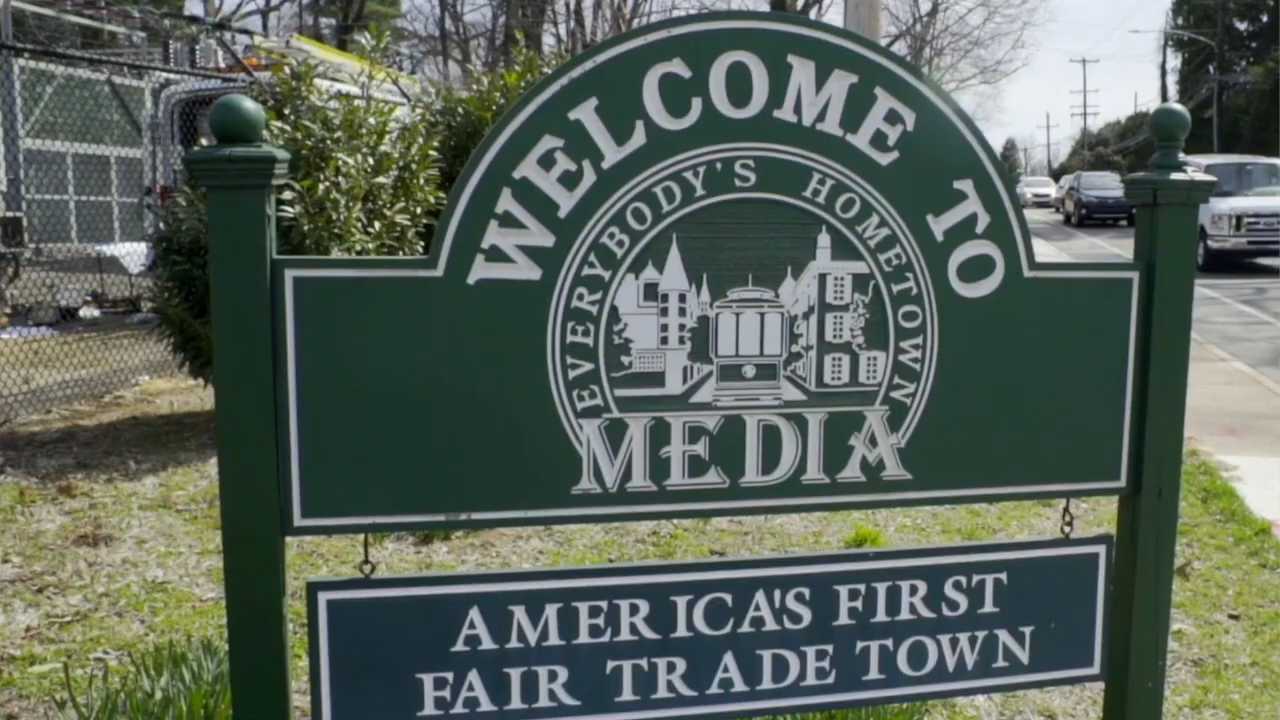 WELCOME TO
EVERYBODY'S HOMETOWN
MEDIA
AMERICA'S FIRST
FAIR TRADE TOWN